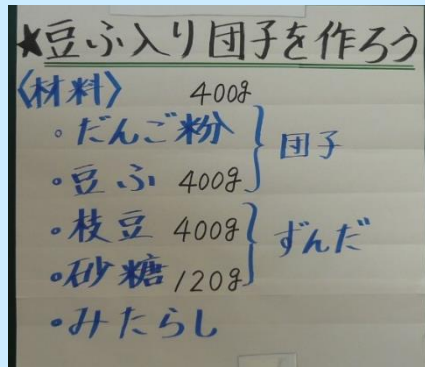 ★豆ふ入り団子を作ろう
〈材料〉 400g
・だんご粉 団子
・豆ふ 400g
・枝豆 400g ずんだ
・砂糖 120g
・みたらし